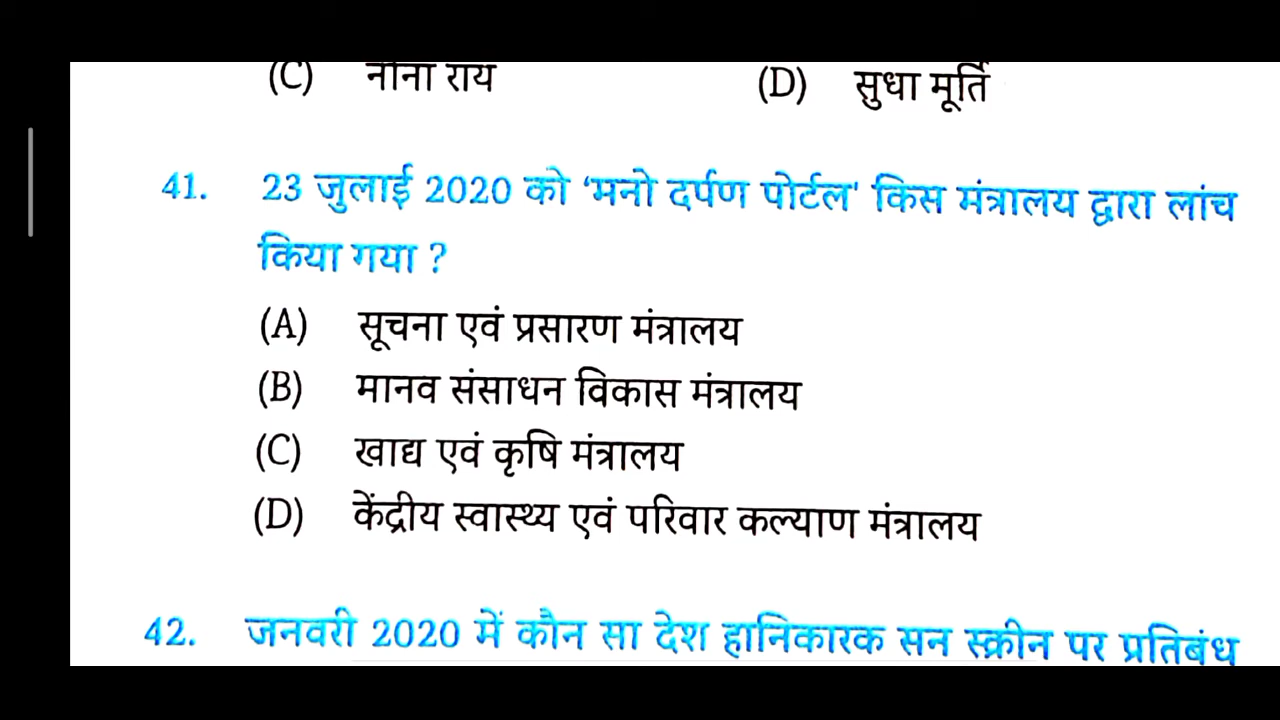 (C) नीना राय (D) सुधा मूर्ति
41. 23 जुलाई 2020 को 'मनो दर्पण पोर्टल' किस मंत्रालय द्वारा लांच
किया गया ?
(A) सूचना एवं प्रसारण मंत्रालय
(B) मानव संसाधन विकास मंत्रालय
(C) खाद्य एवं कृषि मंत्रालय
(D) केंद्रीय स्वास्थ्य एवं परिवार कल्याण मंत्रालय
42. जनवरी 2020 में कौन सा देश हानिकारक सन स्क्रीन पर प्रतिबंध